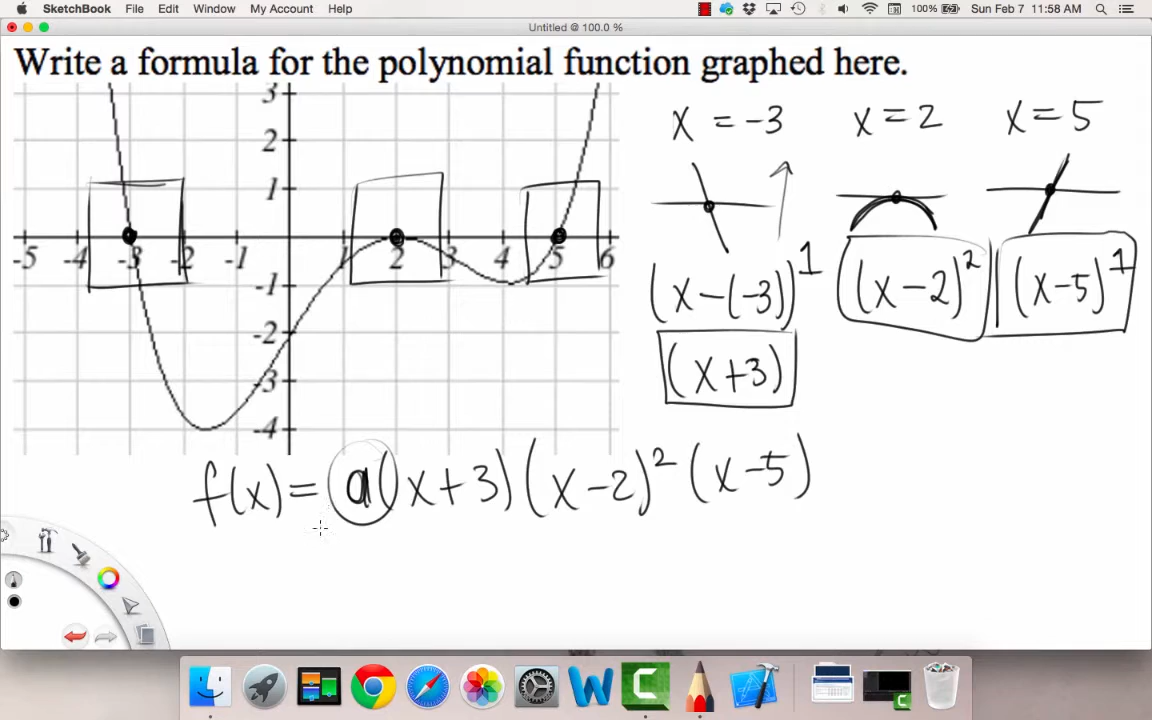 SketchBook File Edit Window My Account Help 100% Sun Feb 7 11:58 AM
Untitled @ 100.0 %
Write a formula for the polynomial function graphed here.
x = -3 x = 2 x = 5
3
2
1
-5 -4 -3 -2 -1 1 2 3 4 5 6
-1
-2
-3
-4
(x-(-3))^1 (x-2)^2 (x-5)^1
(x+3)
f(x) = a(x+3)(x-2)^2(x-5)
W C
C